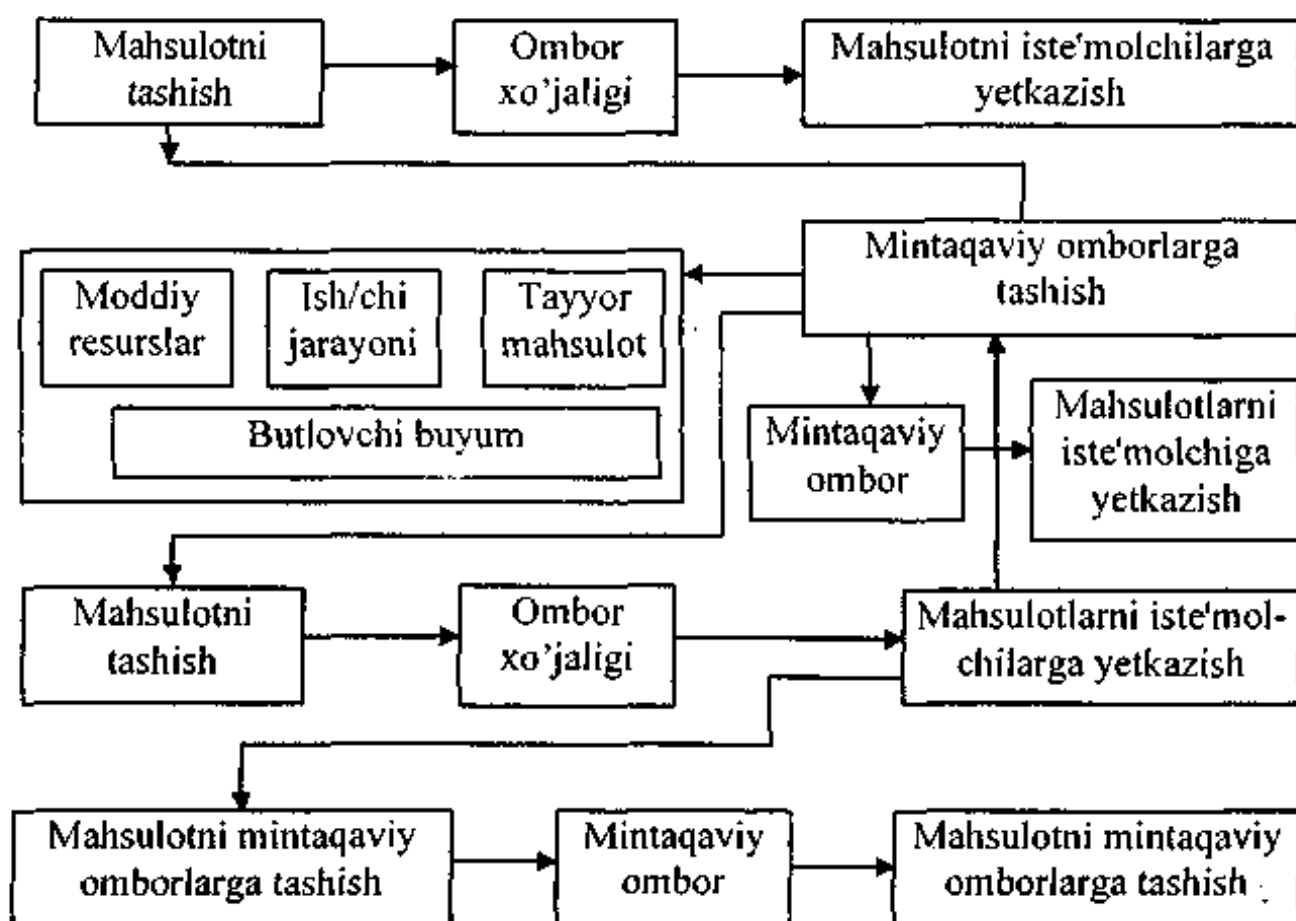 Mahsulotni
tashish
Ombor
xo'jaligi
Mahsulotni iste'molchilarga
yetkazish
Mintaqaviy omborlarga
tashish
Moddiy
resurslar
Ish/chi
jarayoni
Tayyor
mahsulot
Butlovchi buyum
Mintaqaviy
ombor
Mahsulotlarni
iste'molchiga
yetkazish
Mahsulotni
tashish
Ombor
xo'jaligi
Mahsulotlarni iste'mol-
chilarga yetkazish
Mahsulotni mintaqaviy
omborlarga tashish
Mintaqaviy
ombor
Mahsulotni mintaqaviy
omborlarga tashish